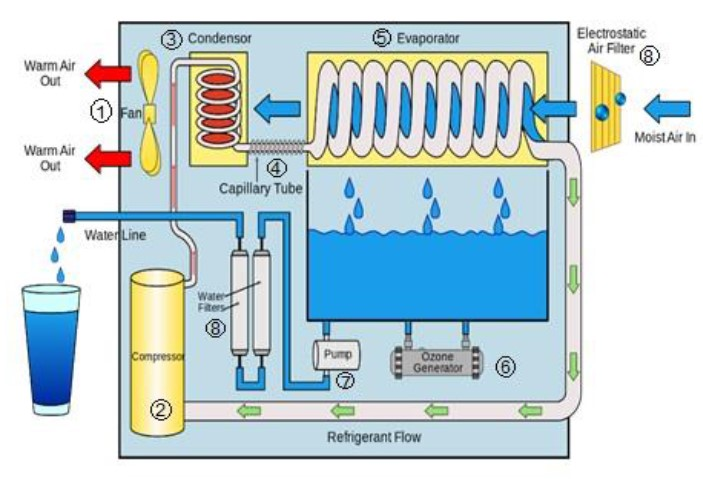 ③ Condensor
⑤ Evaporator
Electrostatic
Air Filter ⑧
Warm Air
Out
① Fan
Moist Air In
Warm Air
Out
④
Capillary Tube
Water Line
Water
Filters
⑧
Compressor
②
Pump
⑦
Ozone
Generator
⑥
Refrigerant Flow